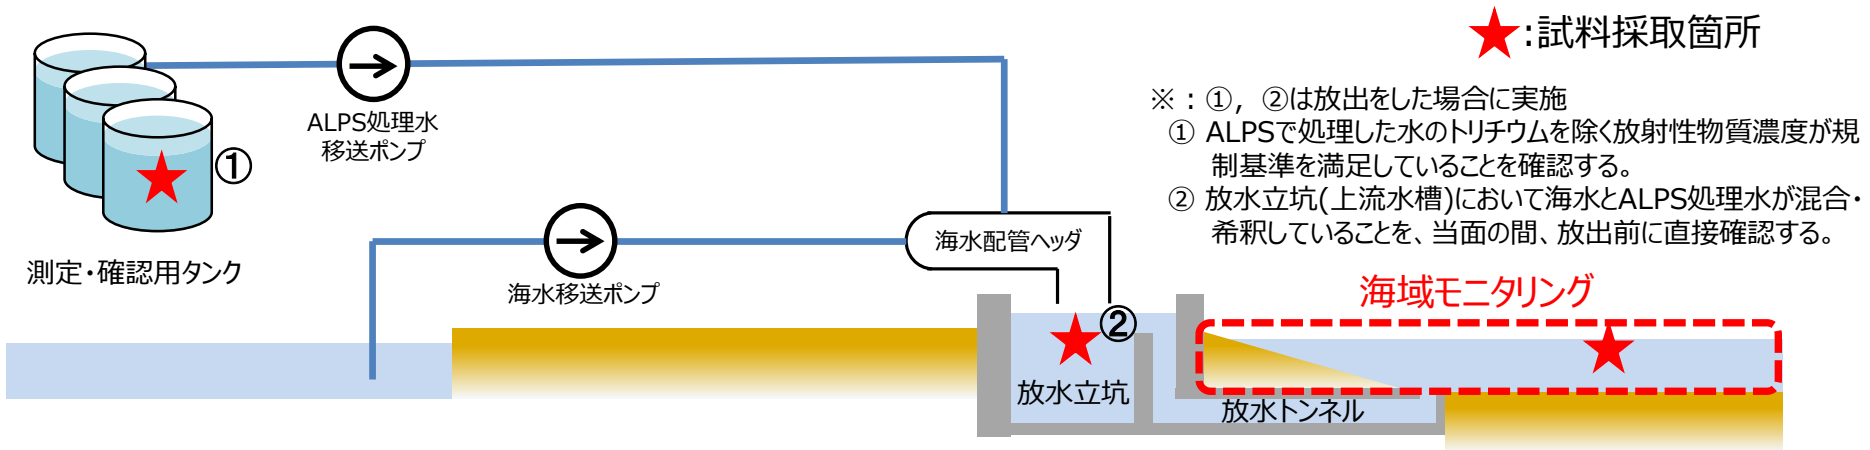 ★:試料採取箇所
※：①，②は放出をした場合に実施
① ALPSで処理した水のトリチウムを除く放射性物質濃度が規
制基準を満足していることを確認する。
② 放水立坑(上流水槽)において海水とALPS処理水が混合・
希釈していることを、当面の間、放出前に直接確認する。
ALPS処理水
移送ポンプ
①
測定・確認用タンク
海水移送ポンプ
海水配管ヘッダ
海域モニタリング
②
放水立坑
放水トンネル